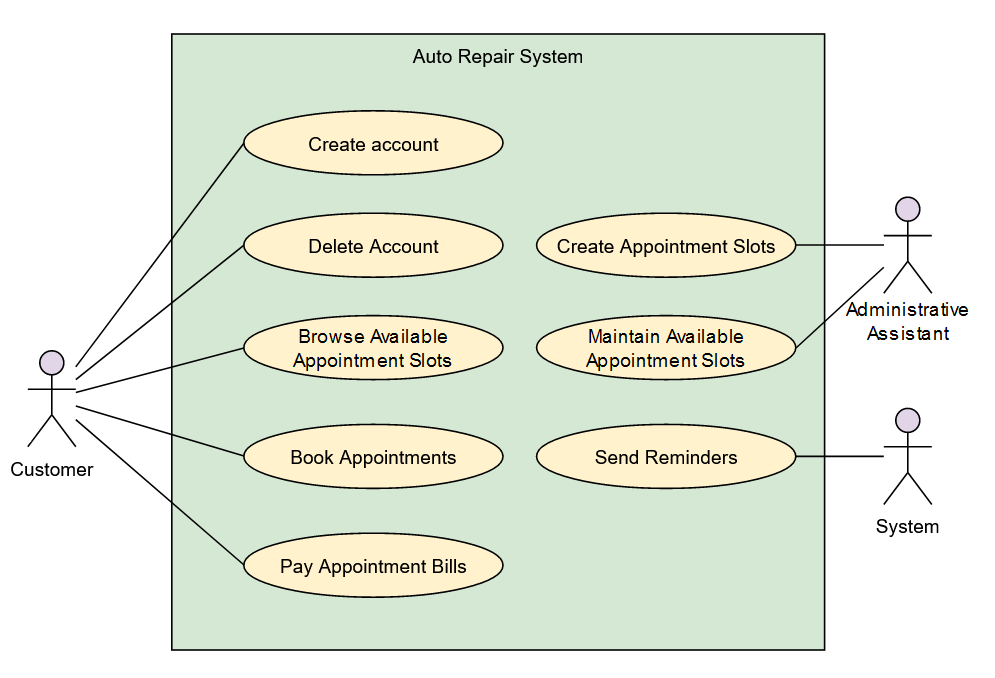 Auto Repair System
Create account
Delete Account
Browse Available
Appointment Slots
Book Appointments
Pay Appointment Bills
Create Appointment Slots
Maintain Available
Appointment Slots
Send Reminders
Customer
Administrative
Assistant
System